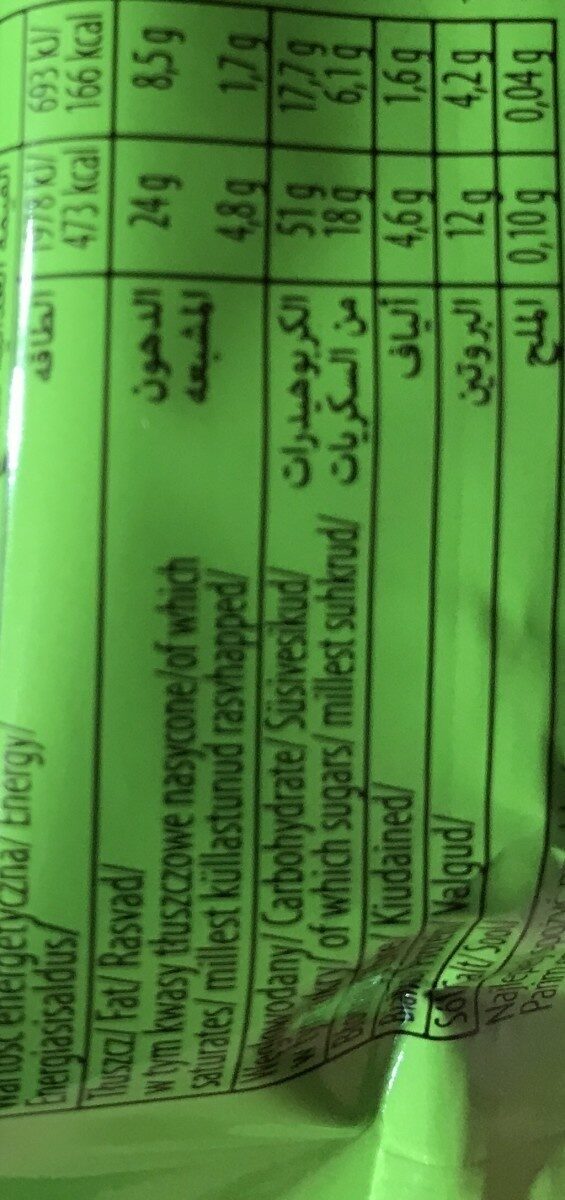 energetyczna/ Energy/ الطاقة 1978 kJ/ 693 kJ/
Energiasisaldus/ 473 kcal 166 kcal
Tłuszcz/ Fat/ Rasvad/ الدهون 24 g 8,5 g
w tym kwasy tłuszczowe nasycone/of which المشبعة
saturates/ millest küllastunud rasvhapped/ 4,8 g 1,7 g
Carbohydrate/ Süsivesikud/ الكربوهيدرات 51 g 17,7 g
of which sugars/ millest suhkrud/ من السكريات 18 g 6,1 g
Kiudained/ ألياف 4,6 g 1,6 g
Valgud/ البروتين 12 g 4,2 g
Sool الملح 0,10 g 0,04 g